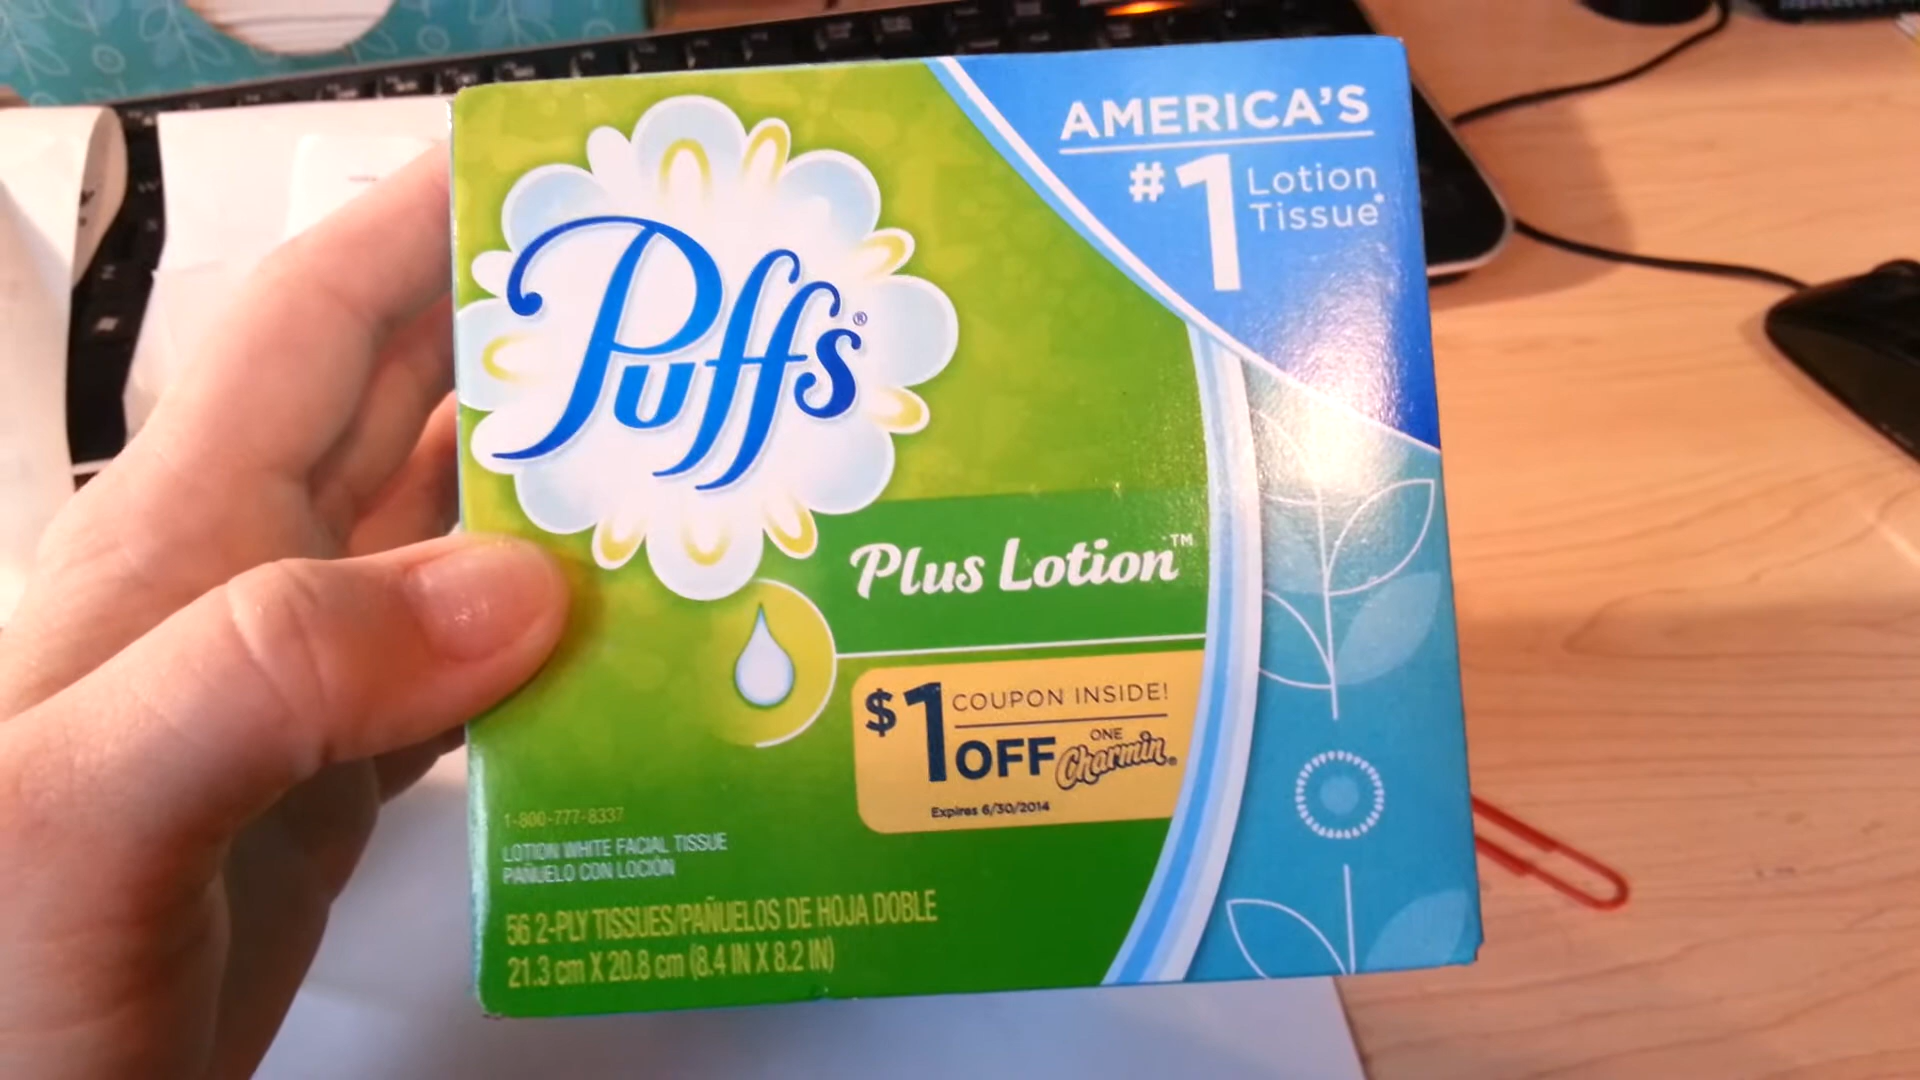 AMERICA'S
#1 Lotion
Tissue*
Puffs®
Plus Lotion™
$1 COUPON INSIDE!
OFF ONE Charmin®
Expires 6/30/2014
1-800-777-8337
LOTION WHITE FACIAL TISSUE
PAÑUELO CON LOCIÓN
56 2-PLY TISSUES/PAÑUELOS DE HOJA DOBLE
21.3 cm X 20.8 cm (8.4 IN X 8.2 IN)